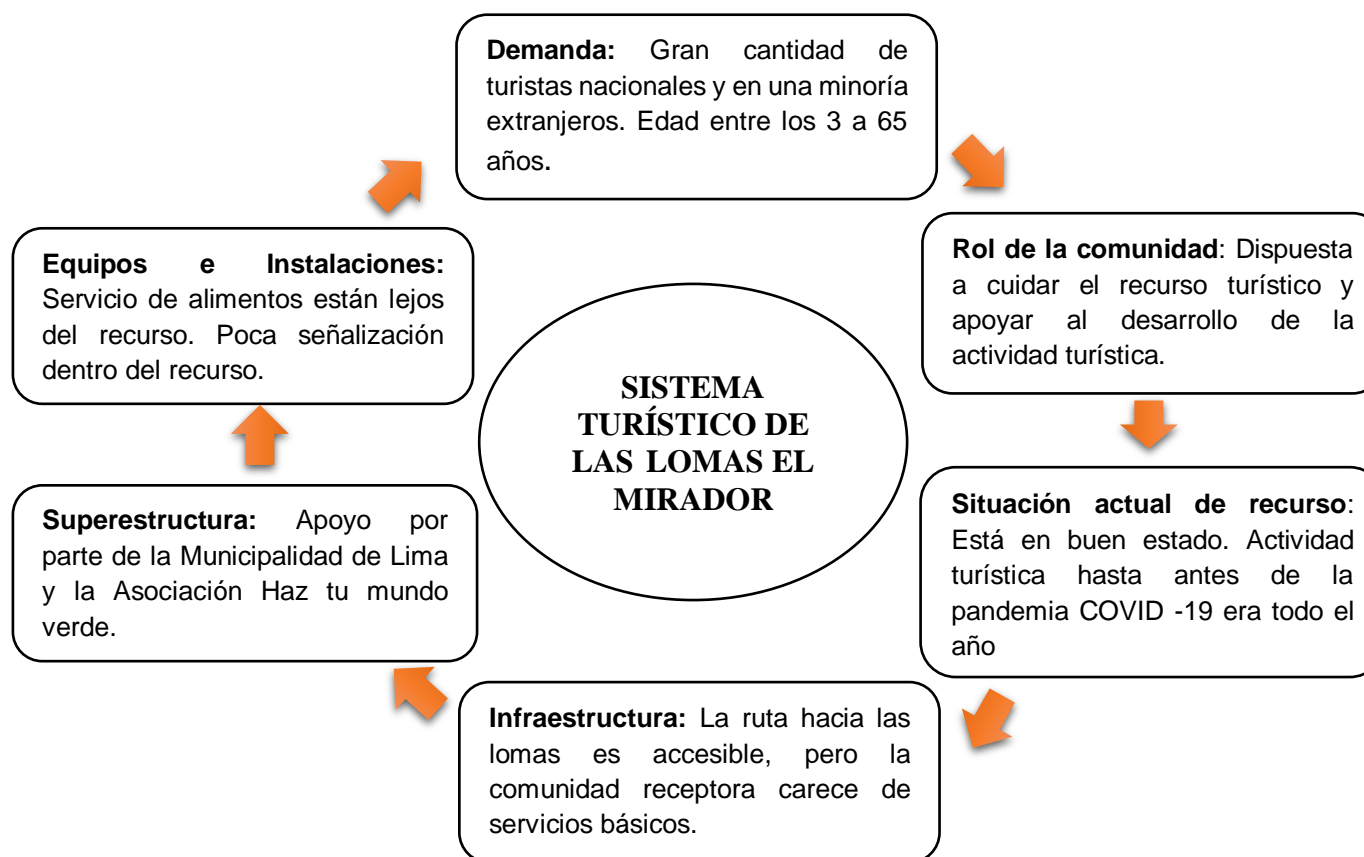 Demanda: Gran cantidad de
turistas nacionales y en una minoría
extranjeros. Edad entre los 3 a 65
años.
Rol de la comunidad: Dispuesta
a cuidar el recurso turístico y
apoyar al desarrollo de la
actividad turística.
Situación actual de recurso:
Está en buen estado. Actividad
turística hasta antes de la
pandemia COVID -19 era todo el
año
Infraestructura: La ruta hacia las
lomas es accesible, pero la
comunidad receptora carece de
servicios básicos.
Superestructura: Apoyo por
parte de la Municipalidad de Lima
y la Asociación Haz tu mundo
verde.
Equipos e Instalaciones:
Servicio de alimentos están lejos
del recurso. Poca señalización
dentro del recurso.
SISTEMA
TURÍSTICO DE
LAS LOMAS EL
MIRADOR